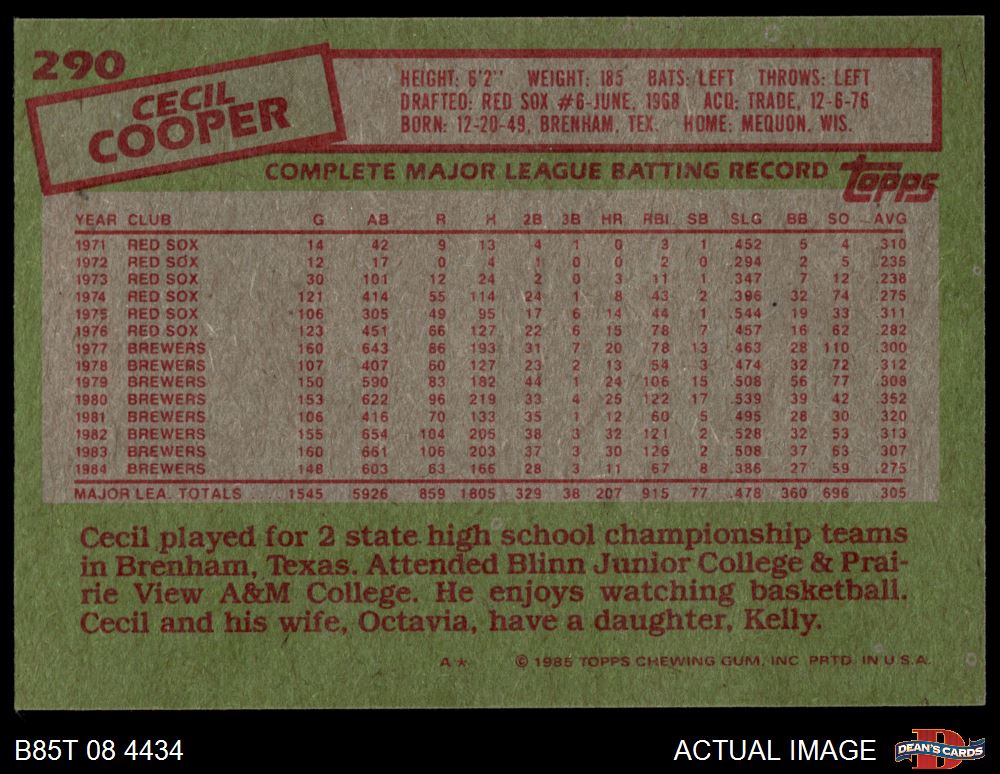 290
CECIL
COOPER
HEIGHT: 6'2" WEIGHT: 185 BATS: LEFT THROWS: LEFT
DRAFTED: RED SOX #6-JUNE, 1968 ACQ: TRADE, 12-6-76
BORN: 12-20-49, BRENHAM, TEX. HOME: MEQUON, WIS.
COMPLETE MAJOR LEAGUE BATTING RECORD topps
YEAR CLUB G AB R H 2B 3B HR RBI SB SLG BB SO AVG
1971 RED SOX 14 42 9 13 4 1 0 3 1 .452 5 4 .310
1972 RED SOX 12 17 0 4 1 0 0 2 0 .294 2 5 .235
1973 RED SOX 30 101 12 24 2 0 3 11 1 .347 7 12 .238
1974 RED SOX 121 414 55 114 24 1 8 43 2 .396 32 74 .275
1975 RED SOX 106 305 49 95 17 6 14 44 1 .544 19 33 .311
1976 RED SOX 123 451 66 127 22 6 15 78 7 .457 16 62 .282
1977 BREWERS 160 643 86 193 31 7 20 78 13 .463 28 110 .300
1978 BREWERS 107 407 60 127 23 2 13 54 3 .474 32 72 .312
1979 BREWERS 150 590 83 182 44 1 24 106 15 .508 56 77 .308
1980 BREWERS 153 622 96 219 33 4 25 122 17 .539 39 42 .352
1981 BREWERS 106 416 70 133 35 1 12 60 5 .495 28 30 .320
1982 BREWERS 155 654 104 205 38 3 32 121 2 .528 32 53 .313
1983 BREWERS 160 661 106 203 37 3 30 126 2 .508 37 63 .307
1984 BREWERS 148 603 63 166 28 3 11 67 8 .386 27 59 .275
MAJOR LEA. TOTALS .... 1545 5926 859 1805 329 38 207 915 77 .478 360 696 .305
Cecil played for 2 state high school championship teams
in Brenham, Texas. Attended Blinn Junior College & Prai-
rie View A&M College. He enjoys watching basketball.
Cecil and his wife, Octavia, have a daughter, Kelly.
A* © 1985 TOPPS CHEWING GUM, INC PRTD. IN U.S.A.
B85T 08 4434 ACTUAL IMAGE DEAN'S CARDS